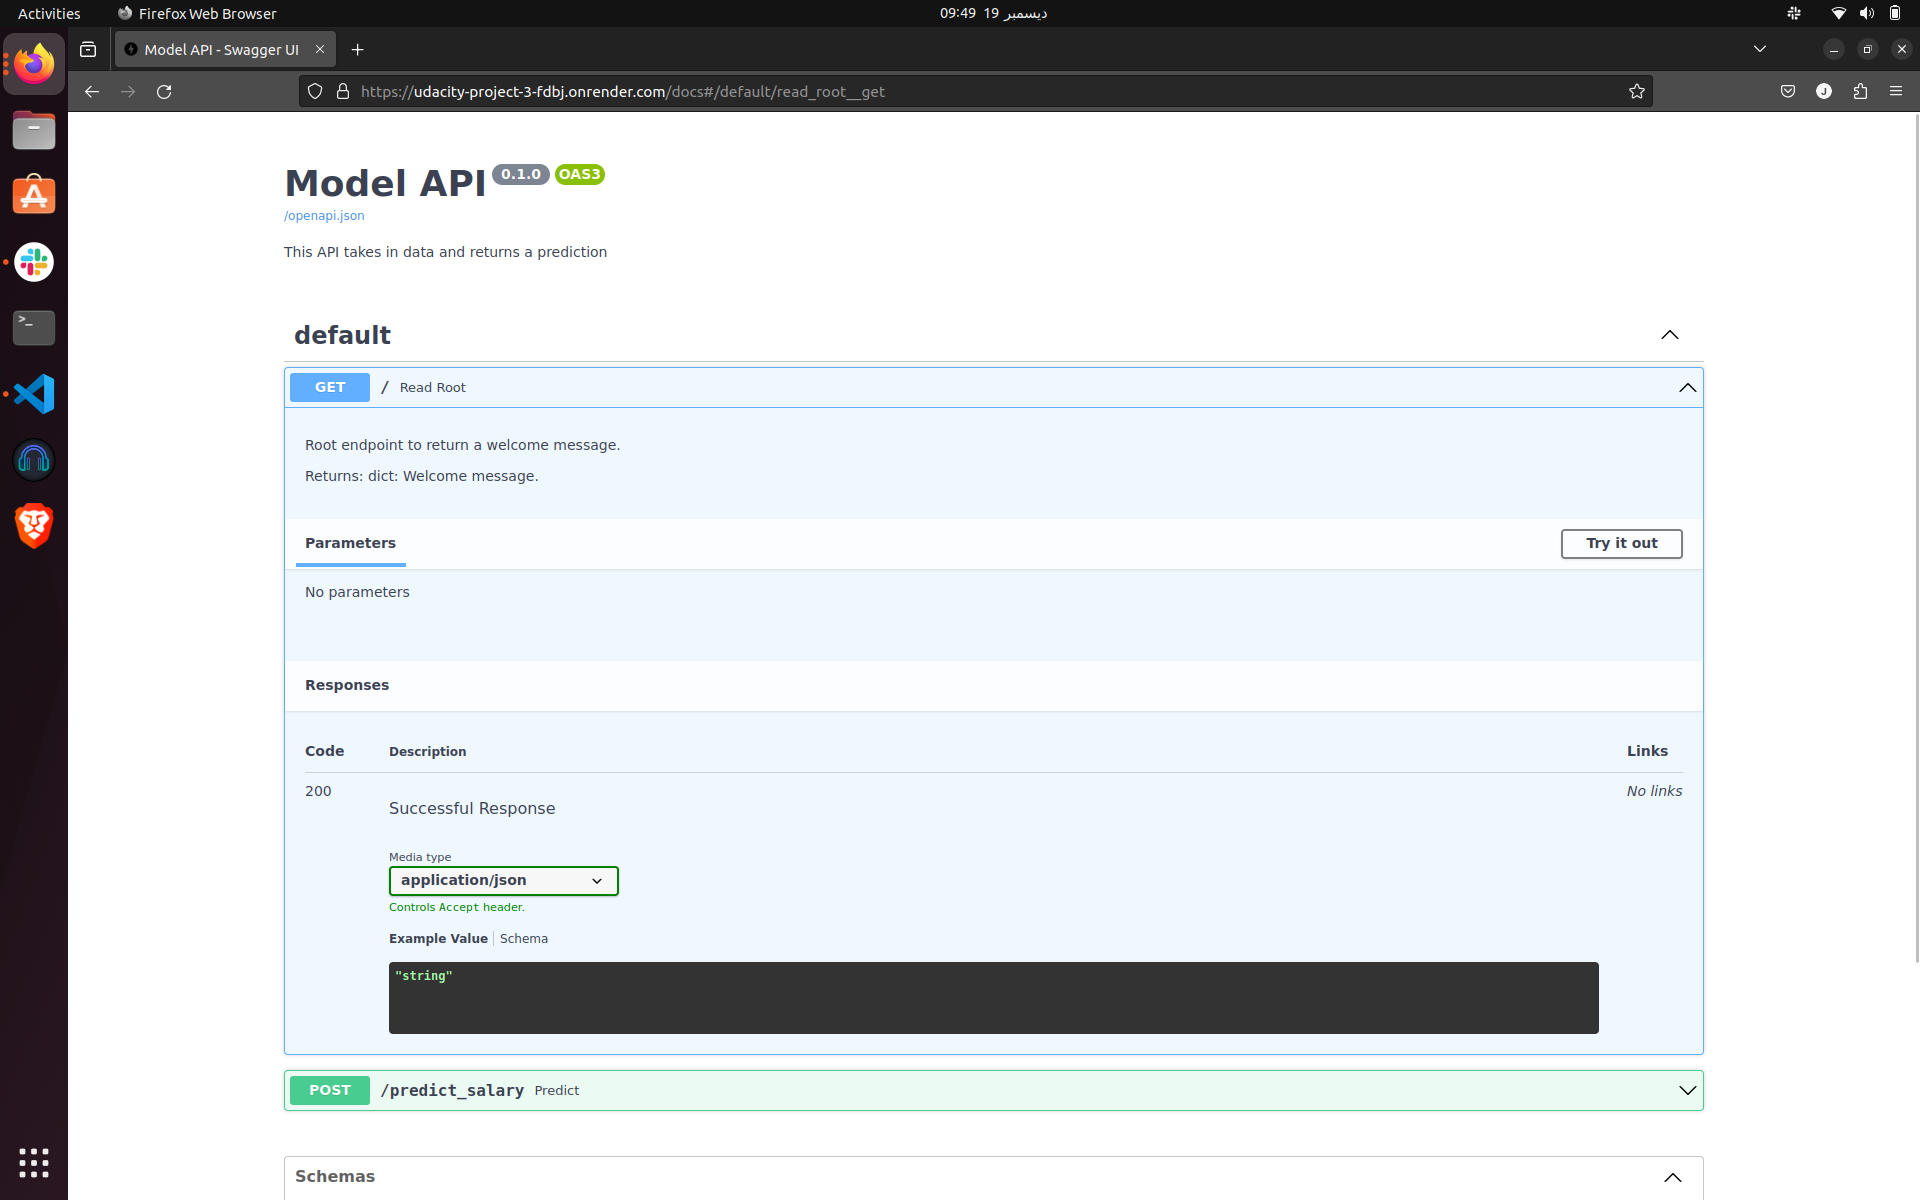 Activities
Firefox Web Browser
09:49 19 ديسمبر
Model API - Swagger UI
https://udacity-project-3-fdbj.onrender.com/docs#/default/read_root__get
J
Model API 0.1.0 OAS3
/openapi.json
This API takes in data and returns a prediction
default
GET / Read Root
Root endpoint to return a welcome message.
Returns: dict: Welcome message.
Parameters
Try it out
No parameters
Responses
Code Description Links
200 Successful Response No links
Media type
application/json
Controls Accept header.
Example Value Schema
"string"
POST /predict_salary Predict
Schemas